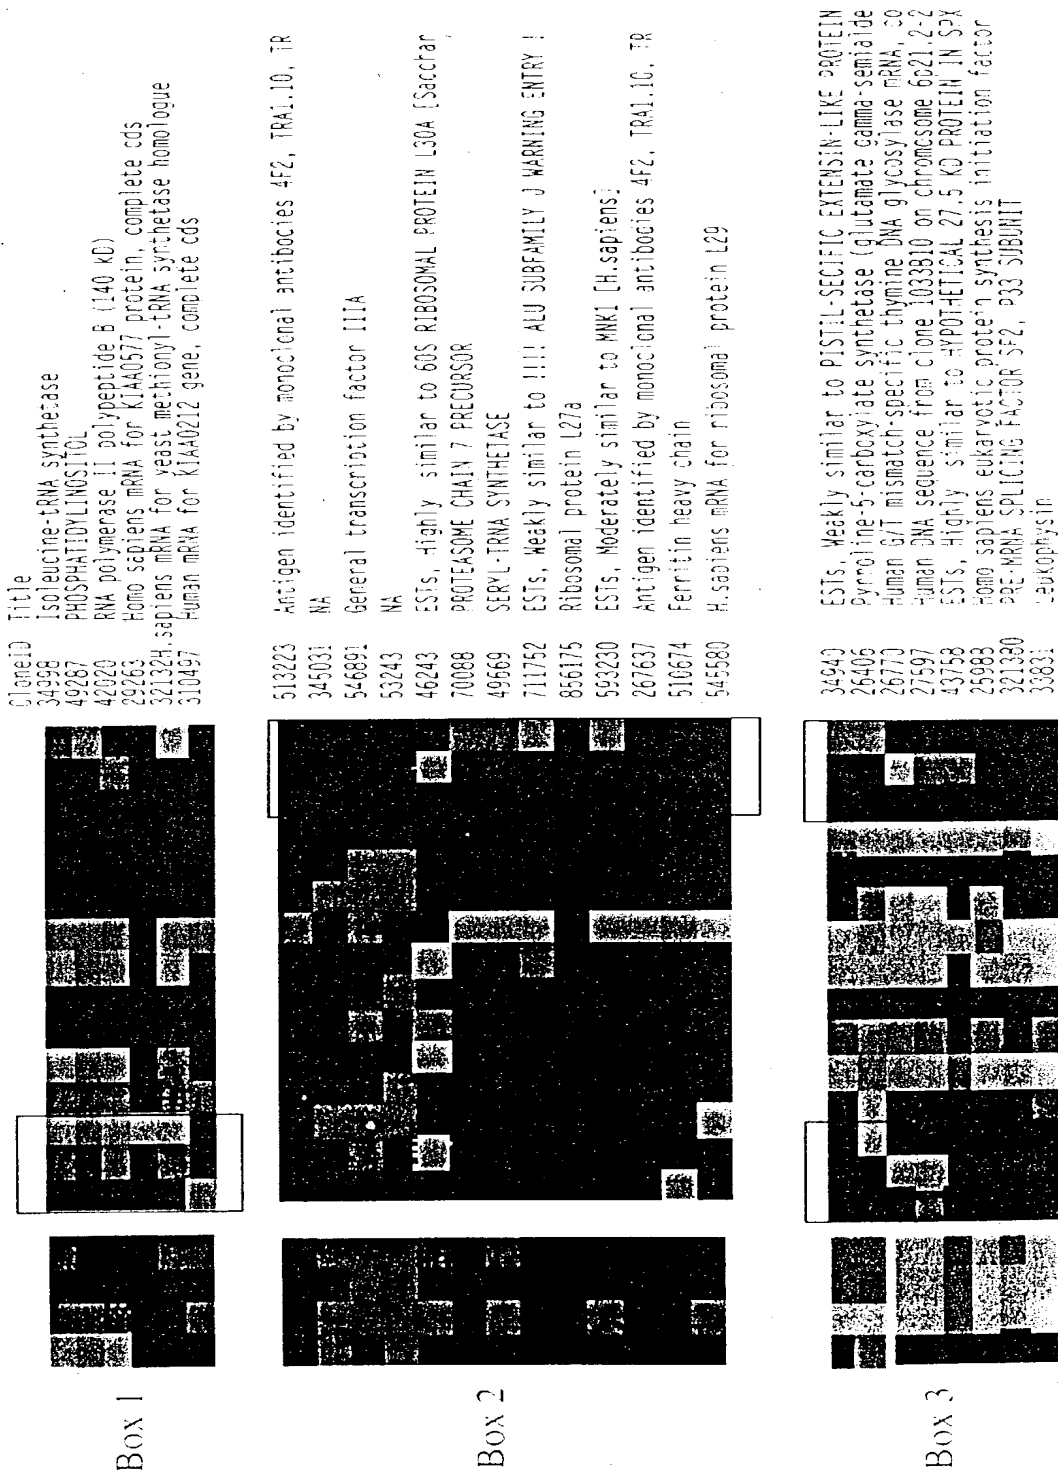 CloneID Title
34998 Isoleucine-tRNA synthetase
49287 PHOSPHATIDYLINOSITOL
42020 RNA polymerase II polypeptide B (140 kD)
29263 Homo sapiens mRNA for KIAA0577 protein, complete cds
32132H.sapiens mRNA for yeast methionyl-tRNA synthetase homologue
310497 Human mRNA for KIAA0212 gene, complete cds
Box 1
513223 Antigen identified by monoclonal antibodies 4F2, TRA1.10, TR
345031 NA
546891 General transcription factor IIIA
53243 NA
46243 ESTs, Highly similar to 60S RIBOSOMAL PROTEIN L30A [Sacchar
70088 PROTEASOME CHAIN 7 PRECURSOR
49669 SERYL-TRNA SYNTHETASE
711752 ESTs, Weakly similar to !!!! ALU SUBFAMILY J WARNING ENTRY !
856175 Ribosomal protein L27a
593230 ESTs, Moderately similar to MNK1 [H.sapiens]
267637 Antigen identified by monoclonal antibodies 4F2, TRA1.10, TR
510674 Ferritin heavy chain
545580 H.sapiens mRNA for ribosomal protein L29
Box 2
34940 ESTs, Weakly similar to PISTIL-SECIFIC EXTENSIN-LIKE PROTEIN
26406 Pyrroline-5-carboxylate synthetase (glutamate gamma-semialde
26770 Human G/T mismatch-specific thymine DNA glycosylase mRNA, co
27597 Human DNA sequence from clone 1033B10 on chromosome 6p21.2-2
43758 ESTs, Highly similar to HYPOTHETICAL 27.5 KD PROTEIN IN SPX
25988 Homo sapiens eukaryotic protein synthesis initiation factor
321380 PRE-MRNA SPLICING FACTOR SF2, P33 SUBUNIT
33831 Leukophysin
Box 3